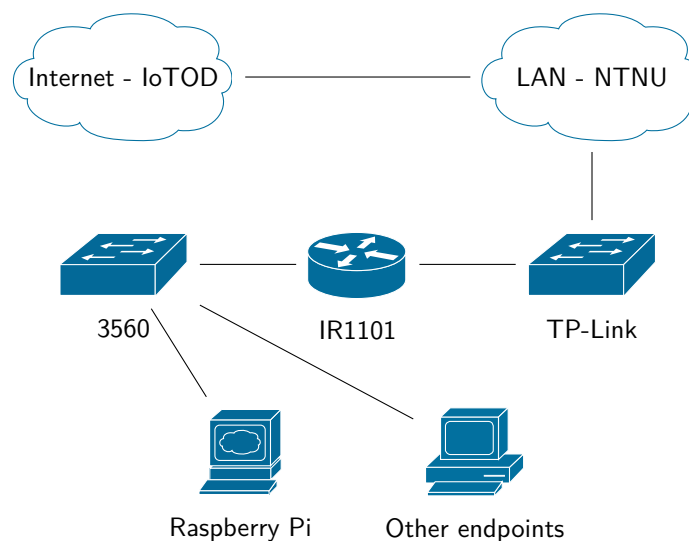 Internet - IoTOD
LAN - NTNU
3560
IR1101
TP-Link
Raspberry Pi
Other endpoints